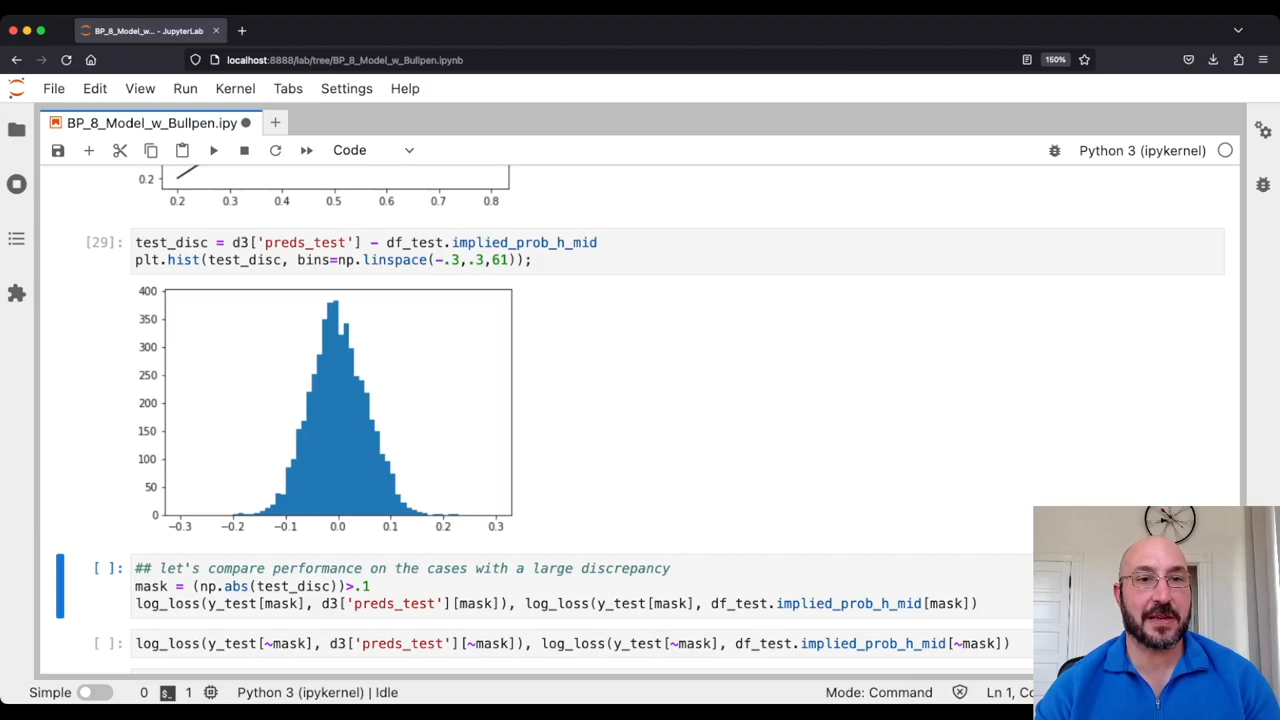 BP_8_Model_w... - JupyterLab
localhost:8888/lab/tree/BP_8_Model_w_Bullpen.ipynb
150%
File Edit View Run Kernel Tabs Settings Help
BP_8_Model_w_Bullpen.ipy
Code
Python 3 (ipykernel)
0.2
0.2 0.3 0.4 0.5 0.6 0.7 0.8
[29]: test_disc = d3['preds_test'] - df_test.implied_prob_h_mid
plt.hist(test_disc, bins=np.linspace(-.3,.3,61));
400
350
300
250
200
150
100
50
0
−0.3 −0.2 −0.1 0.0 0.1 0.2 0.3
[ ]: ## let's compare performance on the cases with a large discrepancy
mask = (np.abs(test_disc))>.1
log_loss(y_test[mask], d3['preds_test'][mask]), log_loss(y_test[mask], df_test.implied_prob_h_mid[mask])
[ ]: log_loss(y_test[~mask], d3['preds_test'][~mask]), log_loss(y_test[~mask], df_test.implied_prob_h_mid[~mask])
Simple 0 $_ 1 Python 3 (ipykernel) | Idle Mode: Command Ln 1, Co